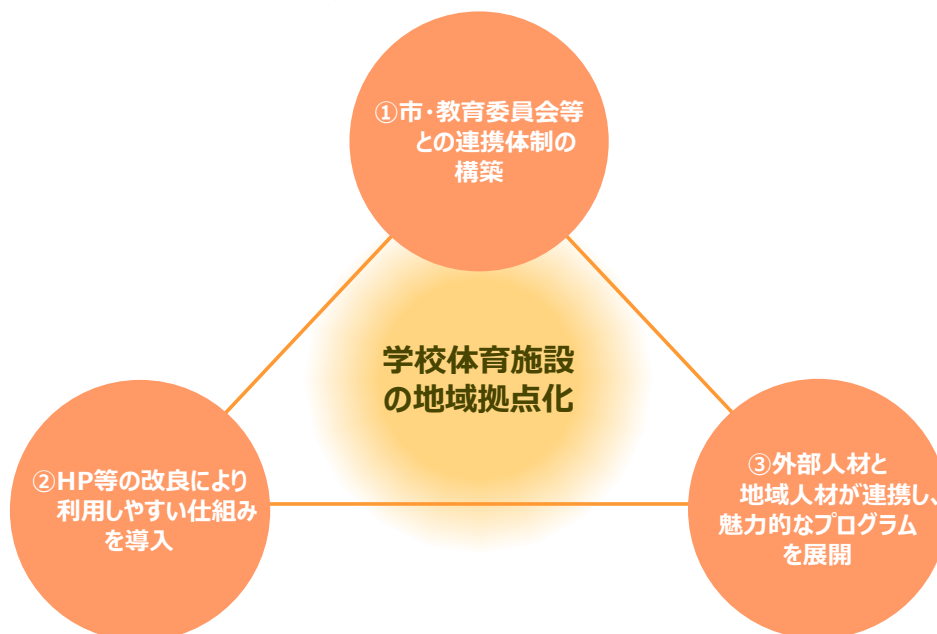 ①市・教育委員会等
との連携体制の
構築
学校体育施設
の地域拠点化
②HP等の改良により
利用しやすい仕組み
を導入
③外部人材と
地域人材が連携し、
魅力的なプログラム
を展開